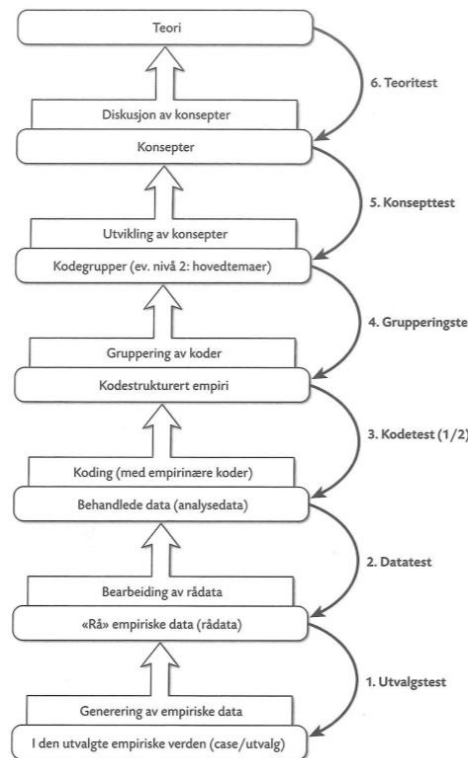 Teori
6. Teoritest
Diskusjon av konsepter
Konsepter
5. Konsepttest
Utvikling av konsepter
Kodegrupper (ev. nivå 2: hovedtemaer)
4. Grupperingste
Gruppering av koder
Kodestrukturert empiri
3. Kodetest (1/2)
Koding (med empirinære koder)
Behandlede data (analysedata)
2. Datatest
Bearbeiding av rådata
«Rå» empiriske data (rådata)
1. Utvalgstest
Generering av empiriske data
I den utvalgte empiriske verden (case/utvalg)